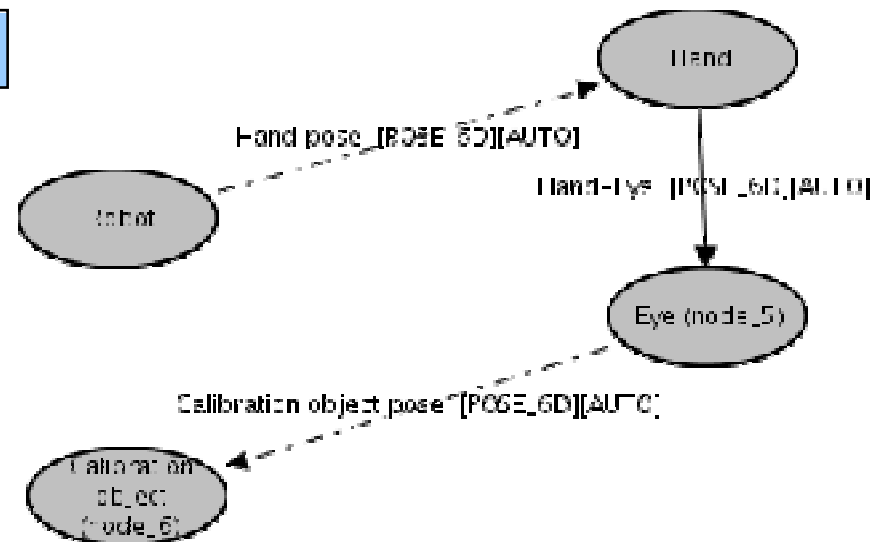 Hand
Hand pose [POSE_6D][AUTO]
Hand-Eye [POSE_6D][AUTO]
Robot
Eye (node_5)
Calibration object pose [POSE_6D][AUTO]
Calibration
object
(node_6)